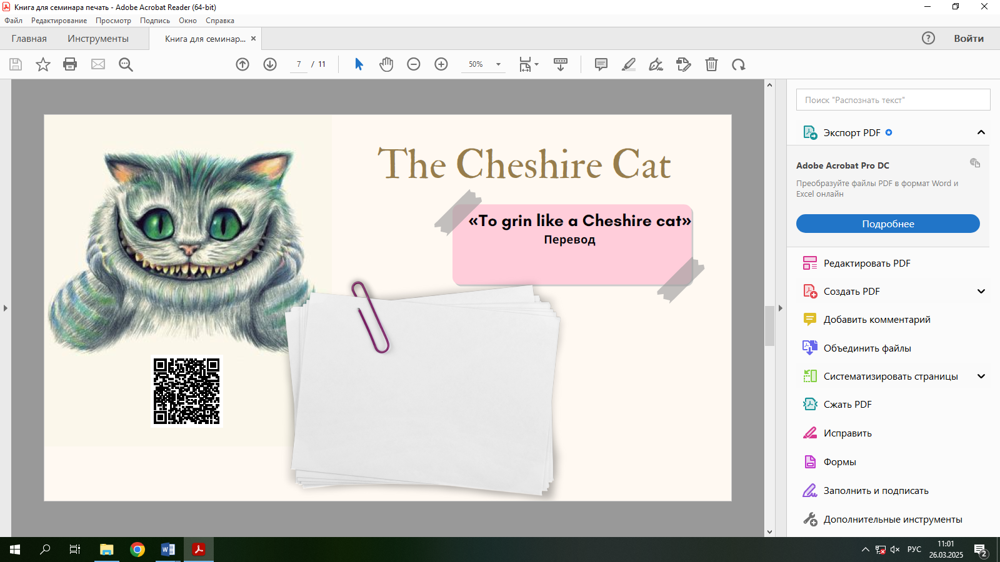 Книга для семинара печать - Adobe Acrobat Reader (64-bit)
Файл Редактирование Просмотр Подпись Окно Справка
Главная Инструменты Книга для семинар... × ? Войти
7 / 11 50%
Поиск "Распознать текст"
Экспорт PDF
Adobe Acrobat Pro DC
Преобразуйте файлы PDF в формат Word и
Excel онлайн
Подробнее
Редактировать PDF
Создать PDF
Добавить комментарий
Объединить файлы
Систематизировать страницы
Сжать PDF
Исправить
Формы
Заполнить и подписать
Дополнительные инструменты
The Cheshire Cat
«To grin like a Cheshire cat»
Перевод
РУС
11:01
26.03.2025
2